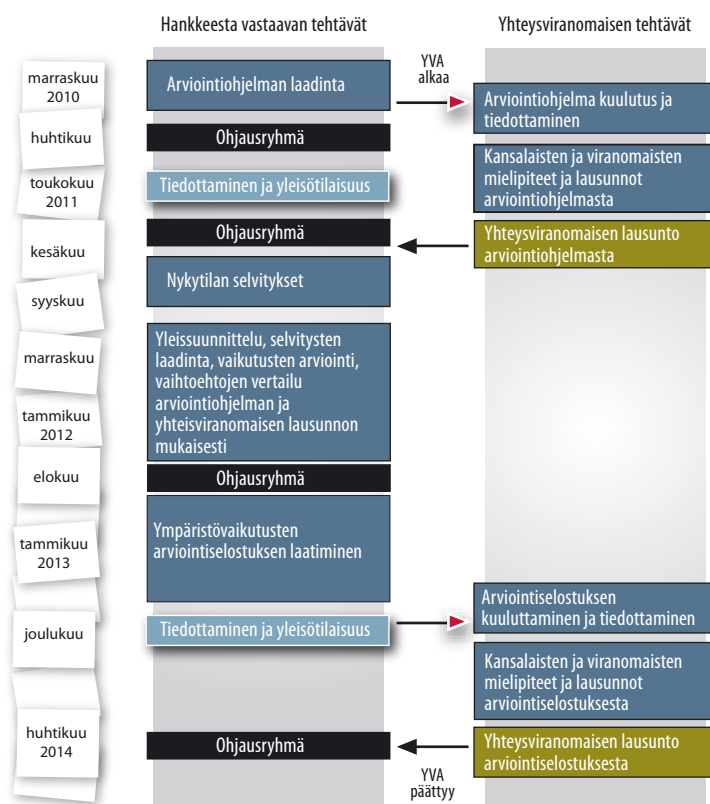 Hankkeesta vastaavan tehtävät
Yhteysviranomaisen tehtävät
marraskuu
2010
huhtikuu
toukokuu
2011
kesäkuu
syyskuu
marraskuu
tammikuu
2012
elokuu
tammikuu
2013
joulukuu
huhtikuu
2014
Arviointiohjelman laadinta
Ohjausryhmä
Tiedottaminen ja yleisötilaisuus
Ohjausryhmä
Nykytilan selvitykset
Yleissuunnittelu, selvitysten
laadinta, vaikutusten arviointi,
vaihtoehtojen vertailu
arviointiohjelman ja
yhteisviranomaisen lausunnon
mukaisesti
Ohjausryhmä
Ympäristövaikutusten
arviointiselostuksen laatiminen
Tiedottaminen ja yleisötilaisuus
Ohjausryhmä
YVA
alkaa
YVA
päättyy
Arviointiohjelma kuulutus ja
tiedottaminen
Kansalaisten ja viranomaisten
mielipiteet ja lausunnot
arviointiohjelmasta
Yhteysviranomaisen lausunto
arviointiohjelmasta
Arviointiselostuksen
kuuluttaminen ja tiedottaminen
Kansalaisten ja viranomaisten
mielipiteet ja lausunnot
arviointiselostuksesta
Yhteysviranomaisen lausunto
arviointiselostuksesta